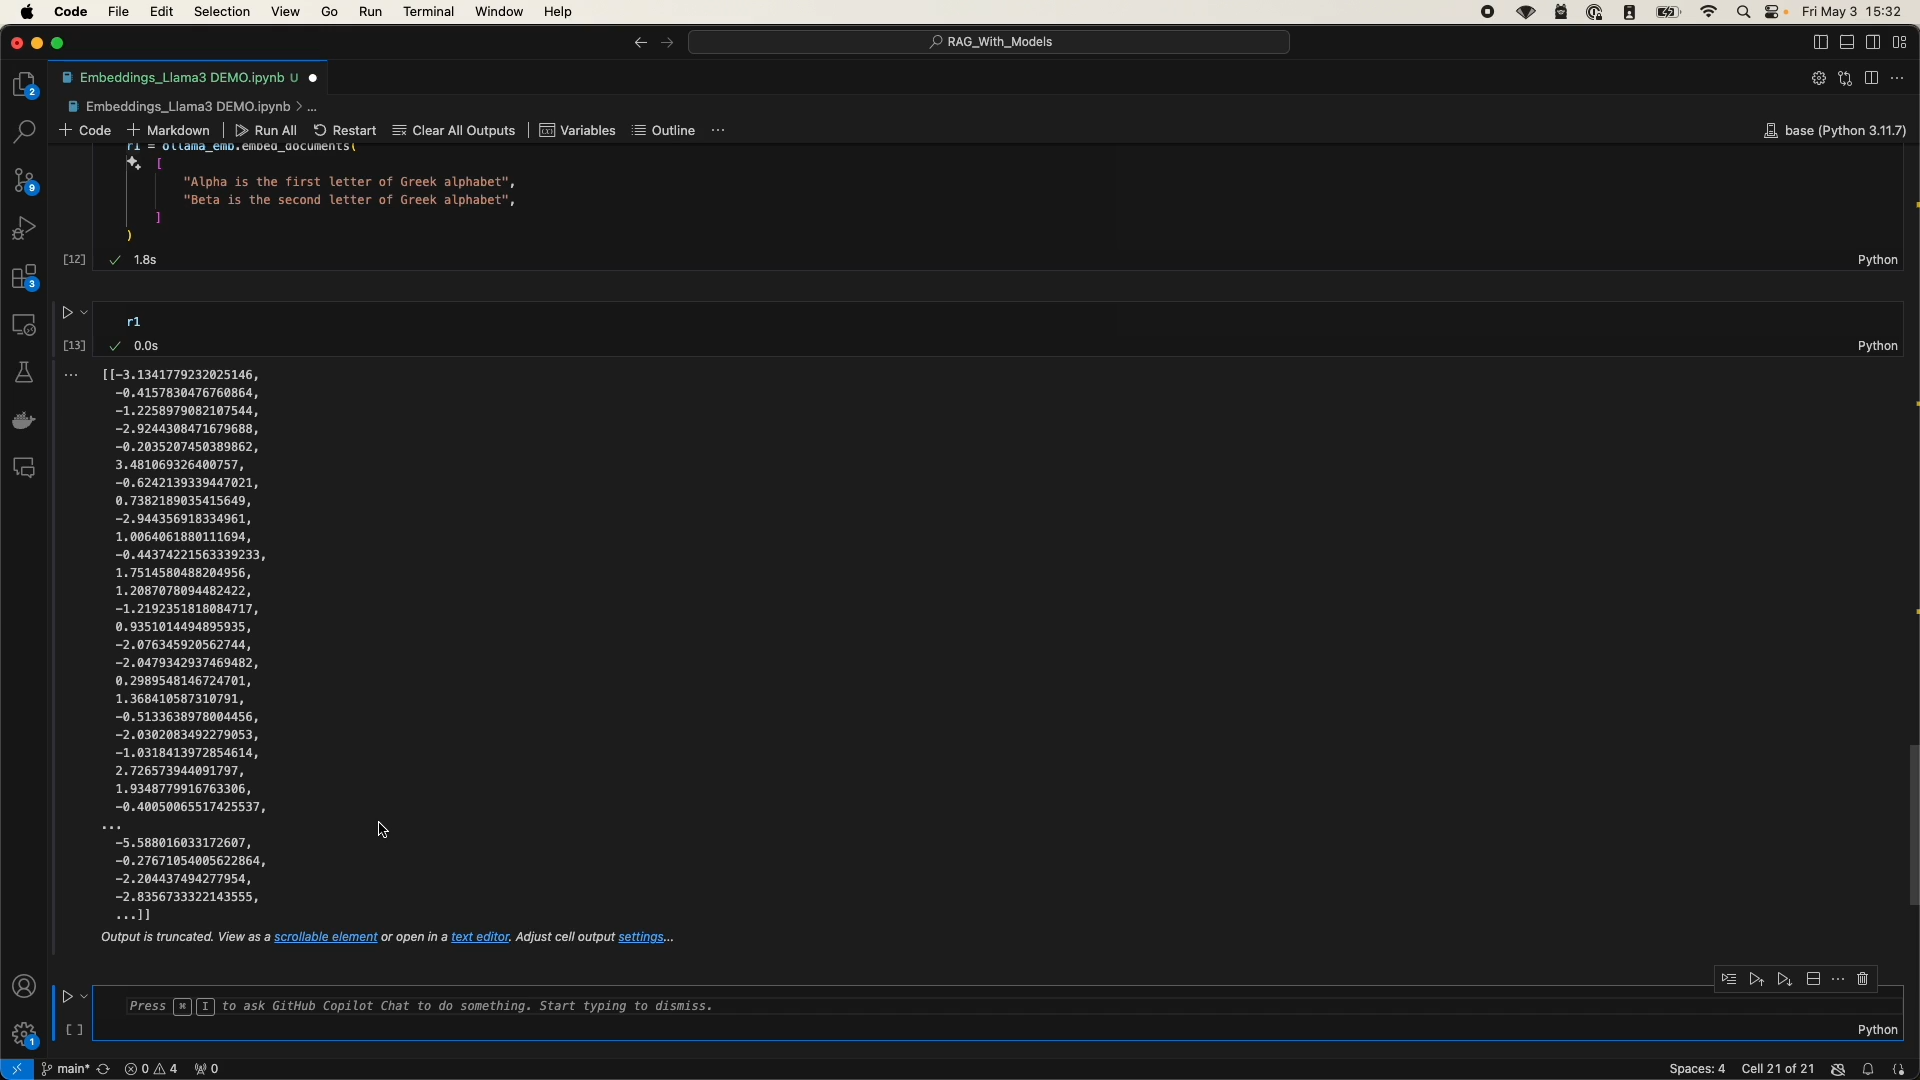 Code File Edit Selection View Go Run Terminal Window Help Fri May 3 15:32
RAG_With_Models
2 Embeddings_Llama3 DEMO.ipynb U
Embeddings_Llama3 DEMO.ipynb > ...
+ Code + Markdown Run All Restart Clear All Outputs Variables Outline ... base (Python 3.11.7)
r1 = ollama_emb.embed_documents(
[
"Alpha is the first letter of Greek alphabet",
9
"Beta is the second letter of Greek alphabet",
]
)
[12] 1.8s Python
3
r1
[13] 0.0s Python
... [[-3.1341779232025146,
-0.4157830476760864,
-1.2258979082107544,
-2.9244308471679688,
-0.2035207450389862,
3.481069326400757,
-0.6242139339447021,
0.7382189035415649,
-2.944356918334961,
1.0064061880111694,
-0.44374221563339233,
1.7514580488204956,
1.2087078094482422,
-1.2192351818084717,
0.9351014494895935,
-2.076345920562744,
-2.0479342937469482,
0.2989548146724701,
1.368410587310791,
-0.5133638978004456,
-2.0302083492279053,
-1.0318413972854614,
2.726573944091797,
1.9348779916763306,
-0.40050065517425537,
...
-5.588016033172607,
-0.27671054005622864,
-2.204437494277954,
-2.8356733322143555,
...]]
Output is truncated. View as a scrollable element or open in a text editor. Adjust cell output settings...
Press ⌘ I to ask GitHub Copilot Chat to do something. Start typing to dismiss.
[ ] Python
1
main* 0 4 0 Spaces: 4 Cell 21 of 21